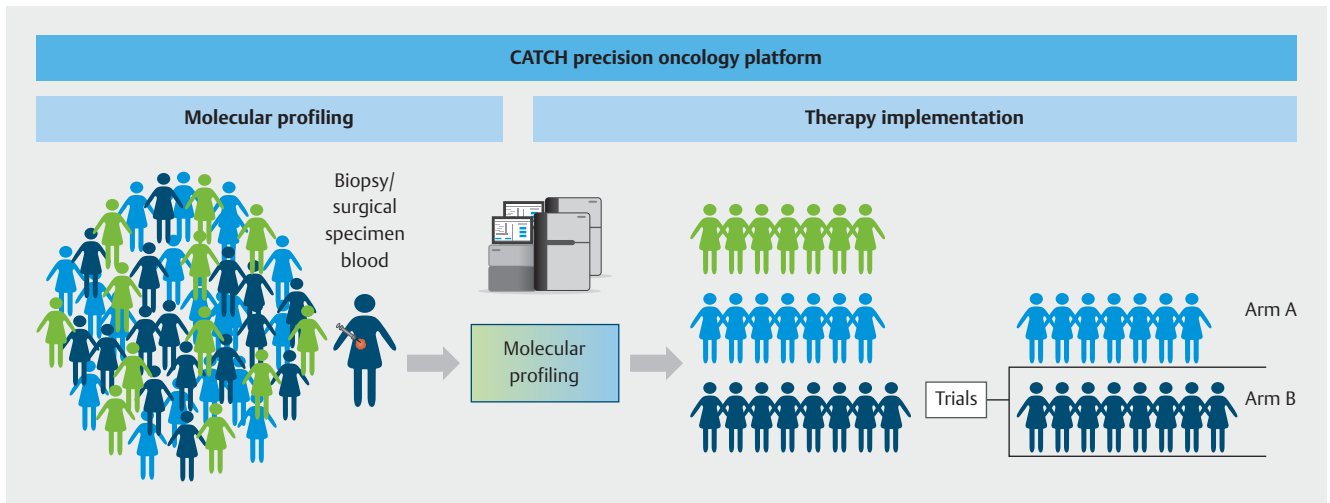 CATCH precision oncology platform
Molecular profiling
Therapy implementation
Biopsy/
surgical
specimen
blood
Molecular
profiling
Trials
Arm A
Arm B